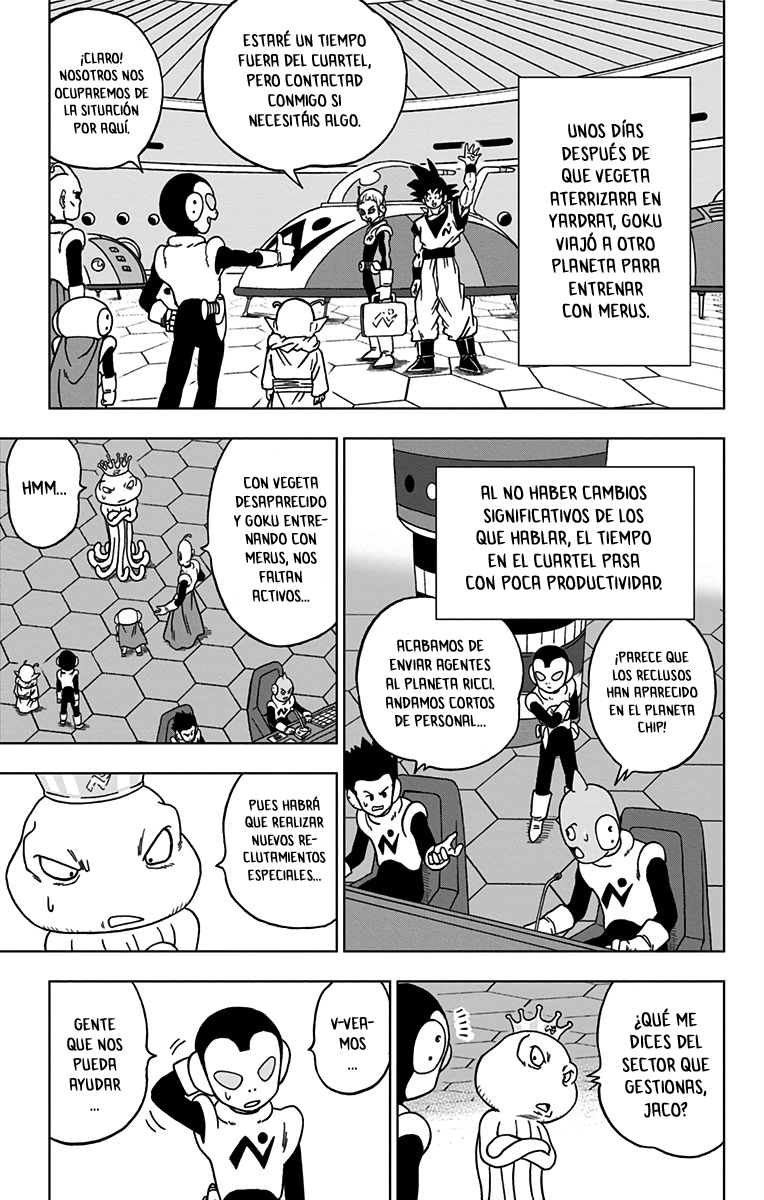 UNOS DÍAS
DESPUÉS DE
QUE VEGETA
ATERRIZARA EN
YARDRAT, GOKU
VIAJÓ A OTRO
PLANETA PARA
ENTRENAR
CON MERUS.
ESTARÉ UN TIEMPO
FUERA DEL CUARTEL,
PERO CONTACTAD
CONMIGO SI
NECESITÁIS ALGO.
¡CLARO!
NOSOTROS NOS
OCUPAREMOS DE
LA SITUACIÓN
POR AQUÍ.
AL NO HABER CAMBIOS
SIGNIFICATIVOS DE LOS
QUE HABLAR, EL TIEMPO
EN EL CUARTEL PASA
CON POCA PRODUCTIVIDAD.
¡PARECE QUE
LOS RECLUSOS
HAN APARECIDO
EN EL PLANETA
CHIP!
ACABAMOS DE
ENVIAR AGENTES
AL PLANETA RICCI.
ANDAMOS CORTOS
DE PERSONAL...
CON VEGETA
DESAPARECIDO
Y GOKU ENTRE-
NANDO CON
MERUS, NOS
FALTAN
ACTIVOS...
HMM...
PUES HABRÁ
QUE REALIZAR
NUEVOS RE-
CLUTAMIENTOS
ESPECIALES...
¿QUÉ ME
DICES DEL
SECTOR QUE
GESTIONAS,
JACO?
V-VEA-
MOS
...
GENTE
QUE NOS
PUEDA
AYUDAR
...